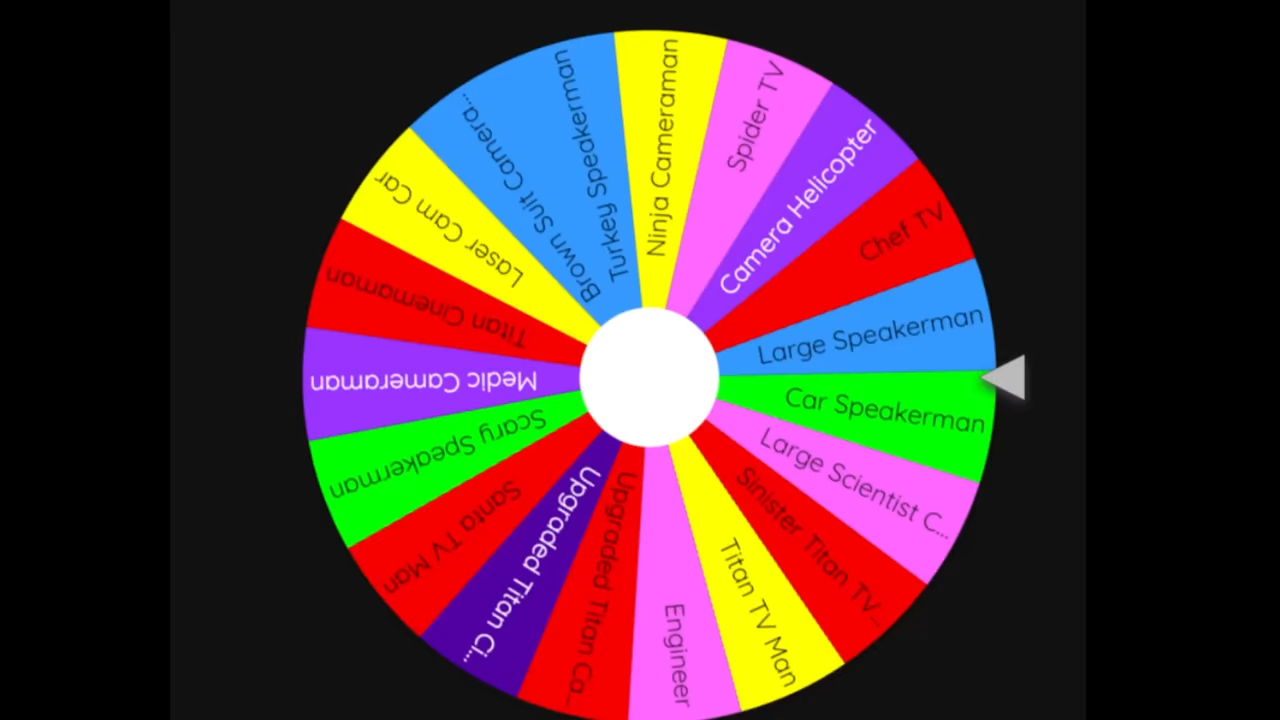 Ninja Cameraman
Spider TV
Camera Helicopter
Chef TV
Large Speakerman
Car Speakerman
Large Scientist C...
Sinister Titan TV...
Titan TV Man
Engineer
Upgraded Titan Ca...
Upgraded Titan Ci...
Santa TV Man
Scary Speakerman
Medic Cameraman
Titan Cinemaman
Laser Cam Car
Brown Suit Camera...
Turkey Speakerman